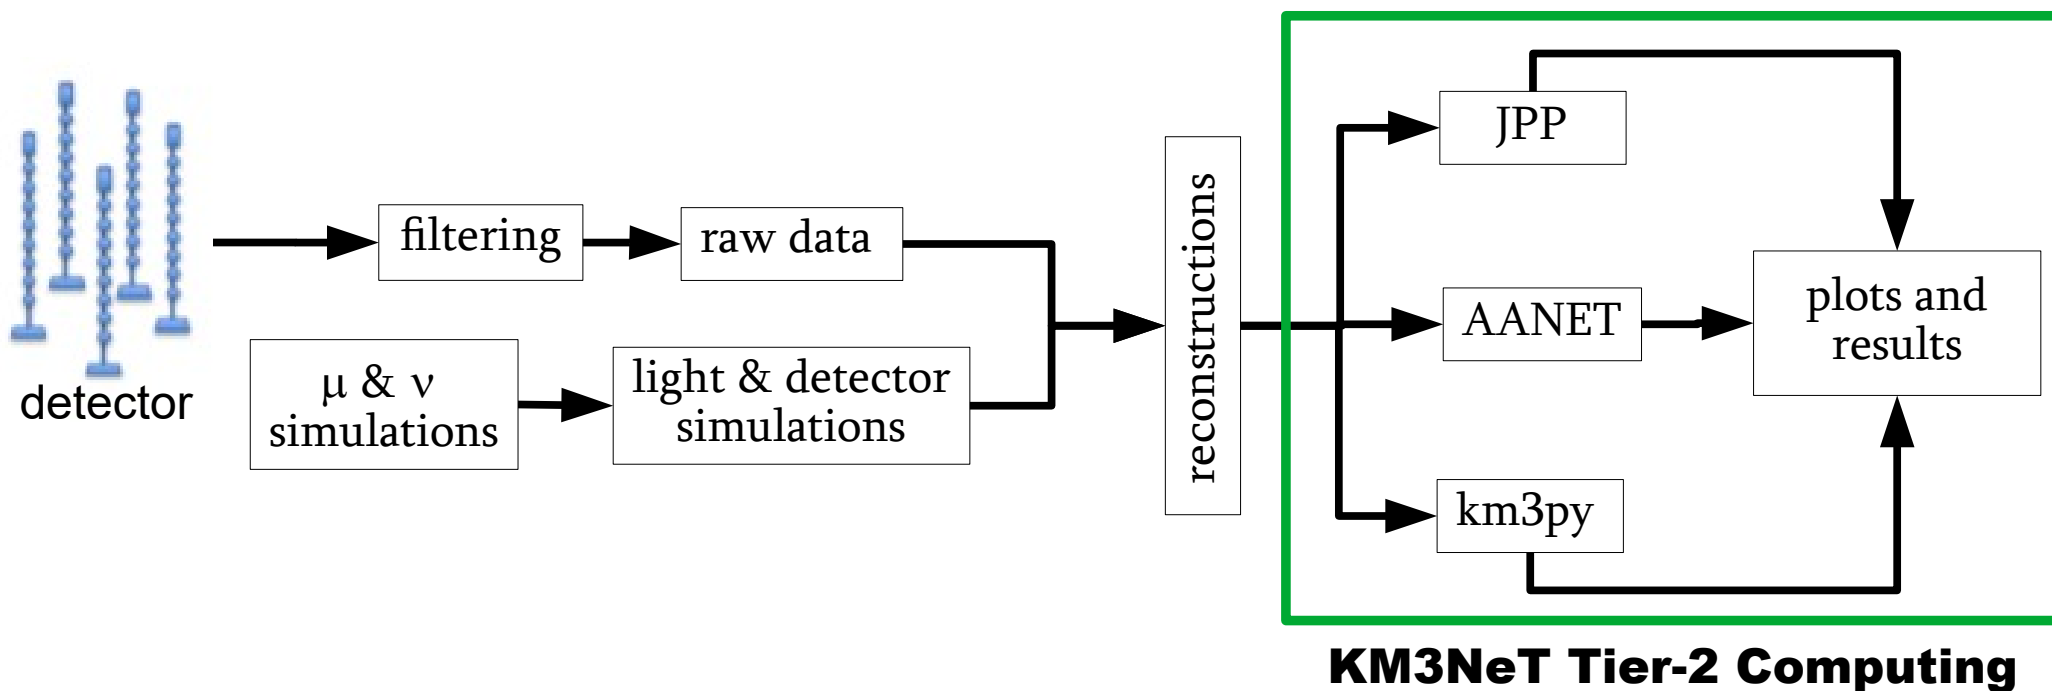 detector
filtering
raw data
μ & ν
simulations
light & detector
simulations
reconstructions
JPP
AANET
km3py
plots and
results
KM3NeT Tier-2 Computing